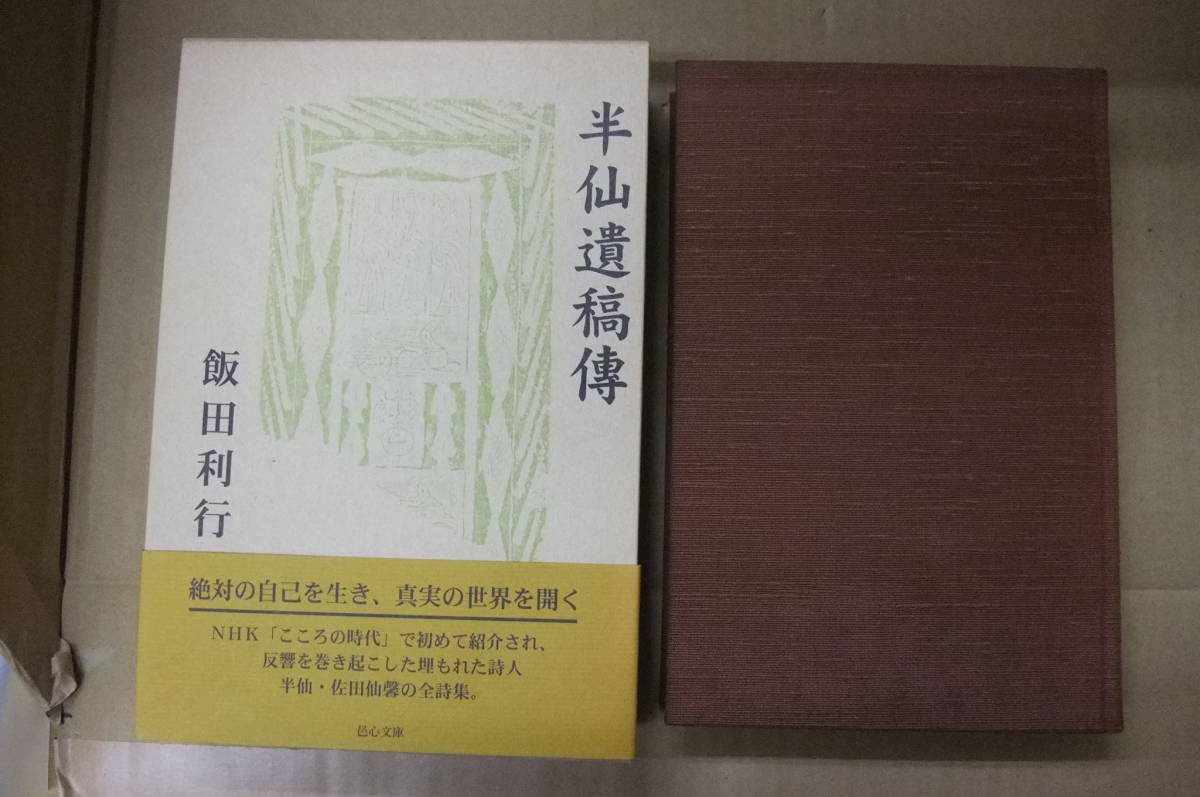 半仙遺稿傳
飯田利行
絶対の自己を生き、真実の世界を開く
NHK「こころの時代」で初めて紹介され、
反響を巻き起こした埋もれた詩人
半仙・佐田仙馨の全詩集。
邑心文庫